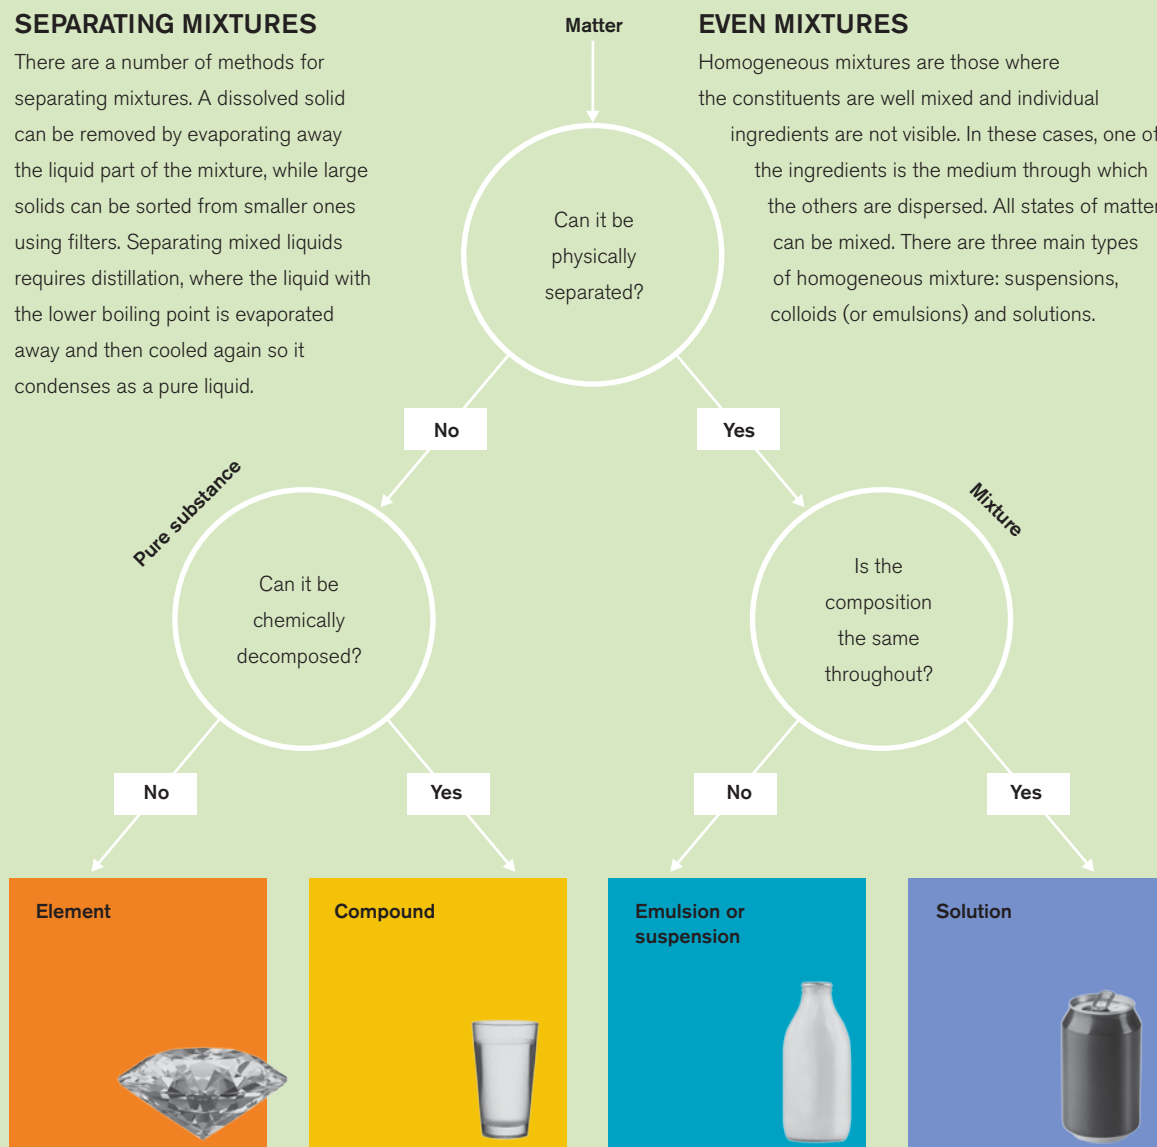 SEPARATING MIXTURES
There are a number of methods for
separating mixtures. A dissolved solid
can be removed by evaporating away
the liquid part of the mixture, while large
solids can be sorted from smaller ones
using filters. Separating mixed liquids
requires distillation, where the liquid with
the lower boiling point is evaporated
away and then cooled again so it
condenses as a pure liquid.
Matter
EVEN MIXTURES
Homogeneous mixtures are those where
the constituents are well mixed and individual
ingredients are not visible. In these cases, one of
the ingredients is the medium through which
the others are dispersed. All states of matter
can be mixed. There are three main types
of homogeneous mixture: suspensions,
colloids (or emulsions) and solutions.
Can it be
physically
separated?
No
Yes
Pure substance
Can it be
chemically
decomposed?
Mixture
Is the
composition
the same
throughout?
No
Yes
No
Yes
Element
Compound
Emulsion or
suspension
Solution